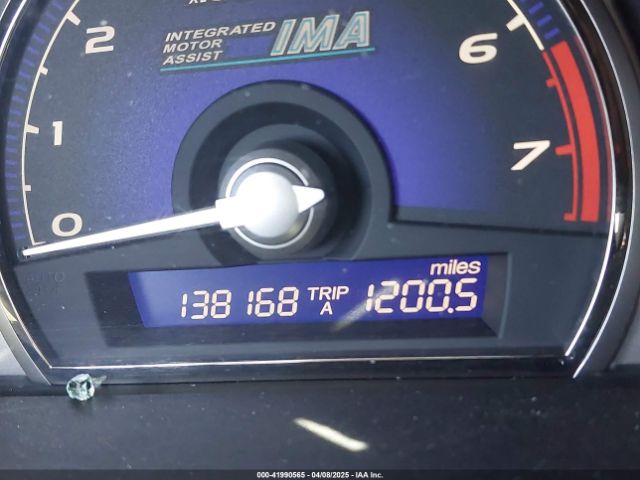 2
INTEGRATED
MOTOR
ASSIST
IMA
6
1
7
0
miles
138168 TRIP A 1200.5
000-41990565 - 04/08/2025 - IAA Inc.